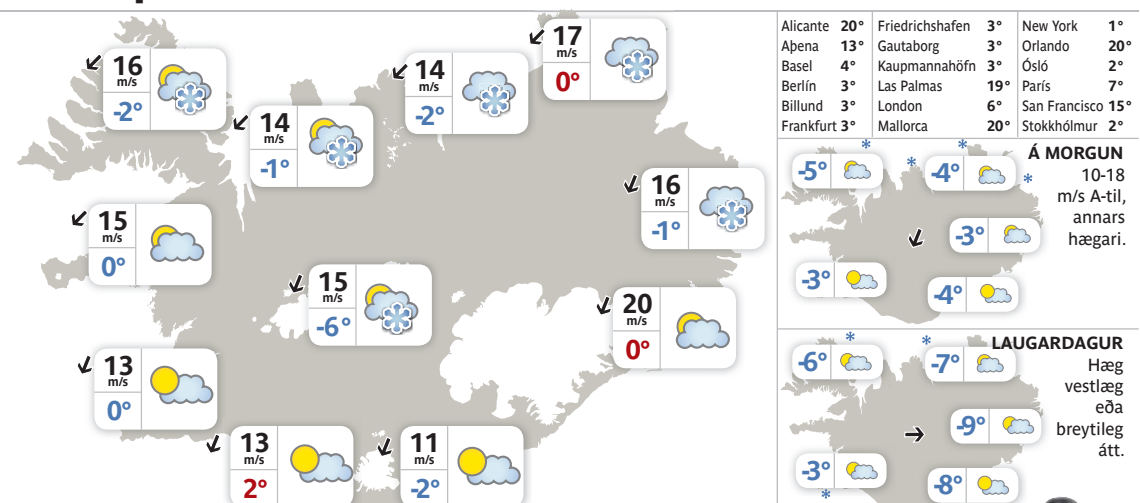 17
m/s
0°
16
m/s
-2°
14
m/s
-2°
14
m/s
-1°
16
m/s
-1°
15
m/s
0°
15
m/s
-6°
20
m/s
0°
13
m/s
0°
13
m/s
2°
11
m/s
-2°
Alicante 20°
Aþena 13°
Basel 4°
Berlín 3°
Billund 3°
Frankfurt 3°
Friedrichshafen 3°
Gautaborg 3°
Kaupmannahöfn 3°
Las Palmas 19°
London 6°
Mallorca 20°
New York 1°
Orlando 20°
Ósló 2°
París 7°
San Francisco 15°
Stokkhólmur 2°
Á MORGUN
10-18
m/s A-til,
annars
hægari.
-5°
-4°
-3°
-3°
-4°
LAUGARDAGUR
Hæg
vestlæg
eða
breytileg
átt.
-6°
-7°
-9°
-3°
-8°